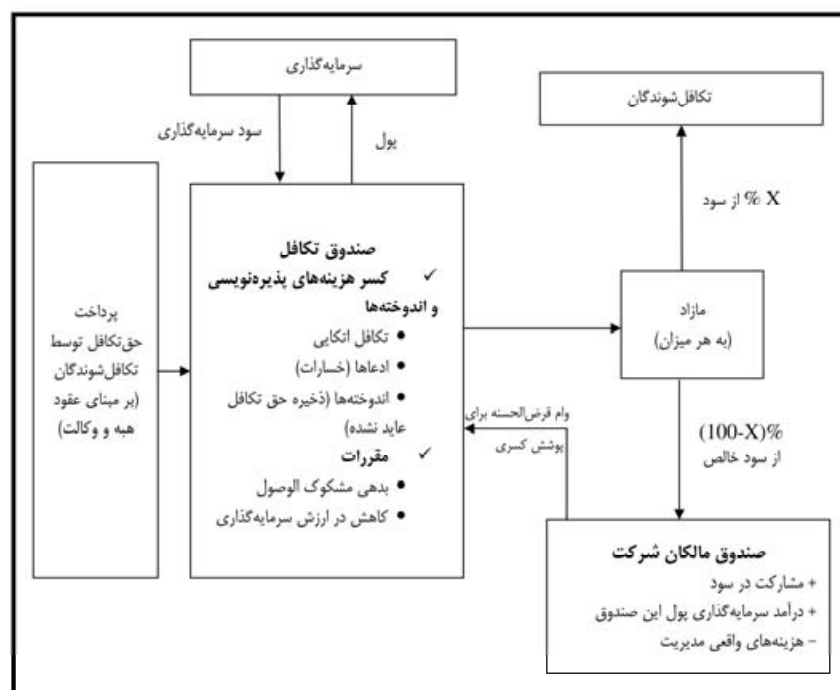 سرمایه‌گذاری
تکافل‌شوندگان
سود سرمایه‌گذاری
پول
X % از سود
پرداخت
حق‌تکافل توسط
تکافل‌شوندگان
(بر مبنای عقود
هبه و وکالت)
صندوق تکافل
✓ کسر هزینه‌های پذیره‌نویسی
و اندوخته‌ها
• تکافل اتکایی
• ادعاها (خسارات)
• اندوخته‌ها (ذخیره حق تکافل
عاید نشده)
✓ مقررات
• بدهی مشکوک الوصول
• کاهش در ارزش سرمایه‌گذاری
مازاد
(به هر میزان)
وام قرض‌الحسنه برای
پوشش کسری
(100-X)%
از سود خالص
صندوق مالکان شرکت
+ مشارکت در سود
+ درآمد سرمایه‌گذاری پول این صندوق
– هزینه‌های واقعی مدیریت